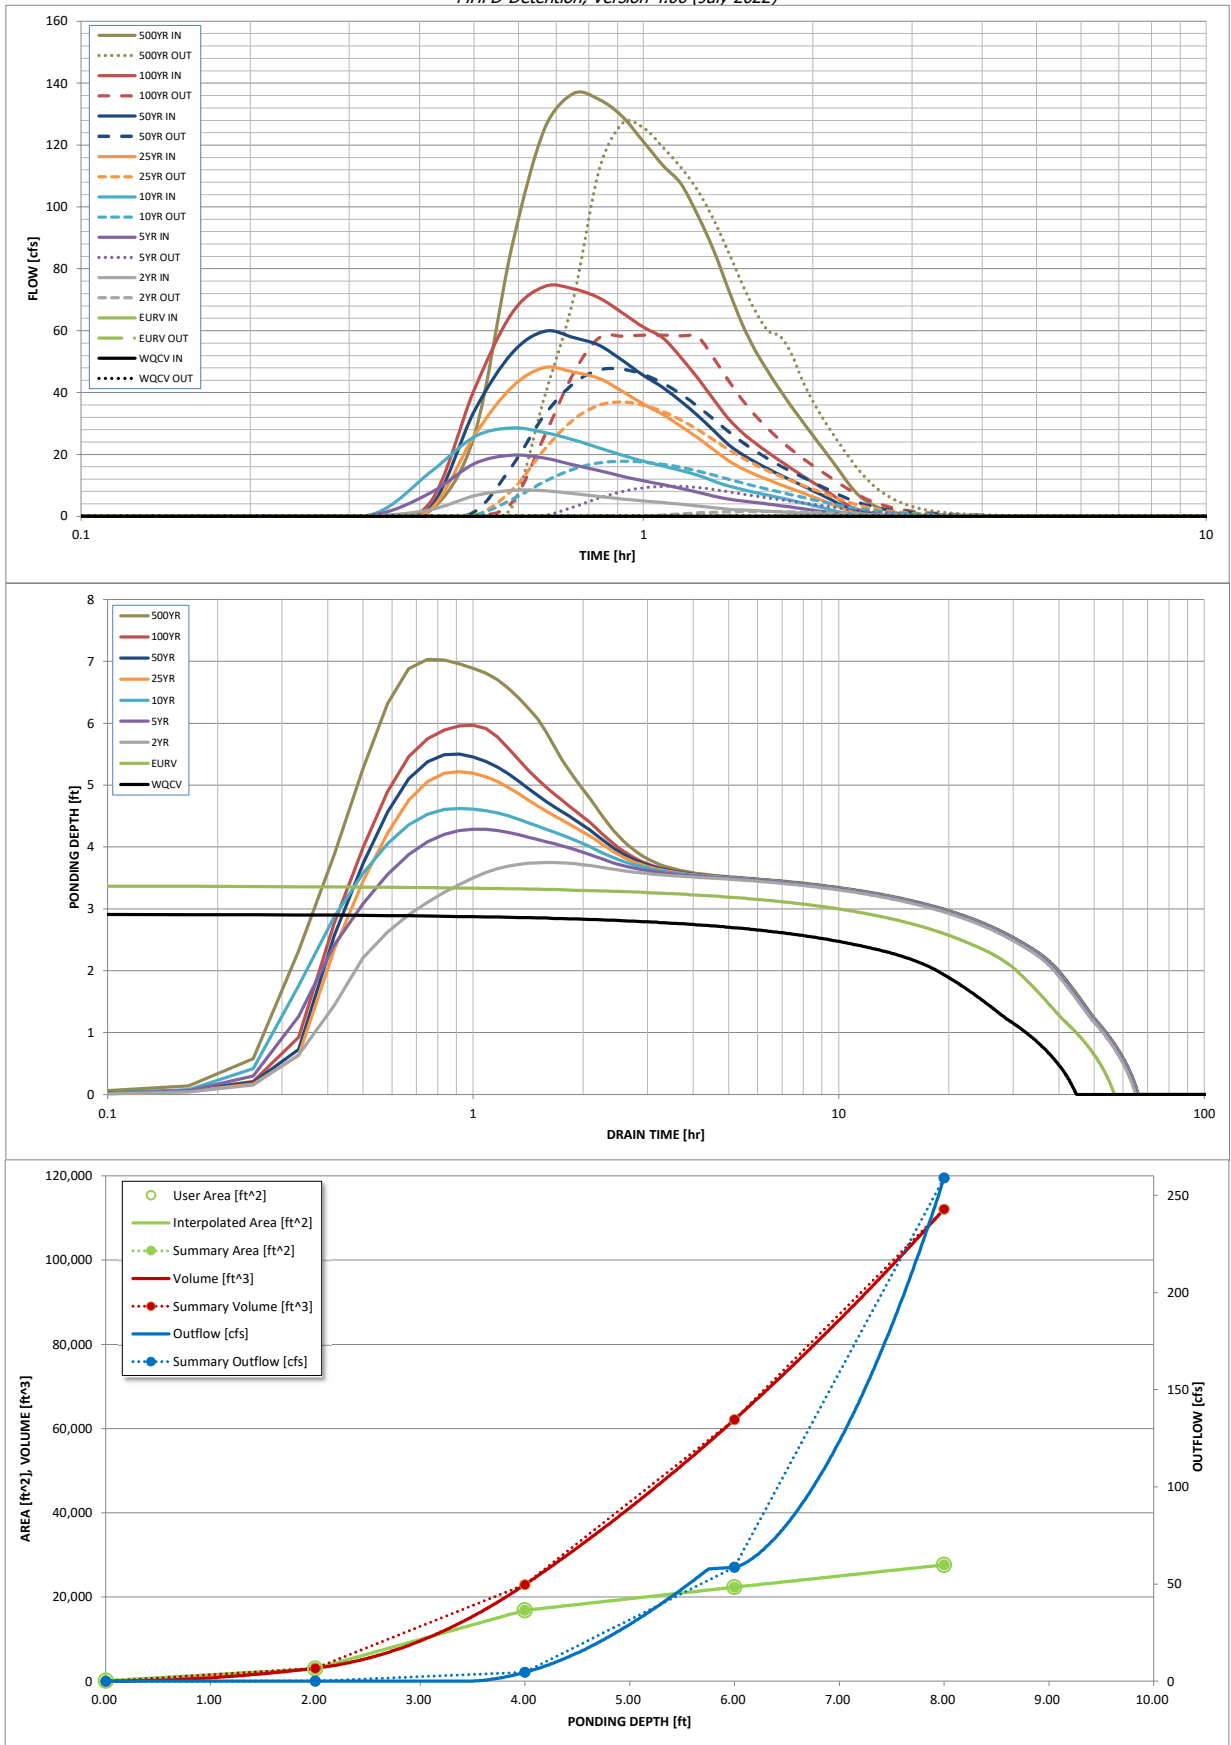 MHFD-Detention, Version 4.06 (July 2022)
160
140
120
100
80
60
40
20
0
FLOW [cfs]
500YR IN
500YR OUT
100YR IN
100YR OUT
50YR IN
50YR OUT
25YR IN
25YR OUT
10YR IN
10YR OUT
5YR IN
5YR OUT
2YR IN
2YR OUT
EURV IN
EURV OUT
WQCV IN
WQCV OUT
0.1 1 10
TIME [hr]
8
7
6
5
4
3
2
1
0
PONDING DEPTH [ft]
500YR
100YR
50YR
25YR
10YR
5YR
2YR
EURV
WQCV
0.1 1 10 100
DRAIN TIME [hr]
120,000
100,000
80,000
60,000
40,000
20,000
0
AREA [ft^2], VOLUME [ft^3]
User Area [ft^2]
Interpolated Area [ft^2]
Summary Area [ft^2]
Volume [ft^3]
Summary Volume [ft^3]
Outflow [cfs]
Summary Outflow [cfs]
250
200
150
100
50
0
OUTFLOW [cfs]
0.00 1.00 2.00 3.00 4.00 5.00 6.00 7.00 8.00 9.00 10.00
PONDING DEPTH [ft]